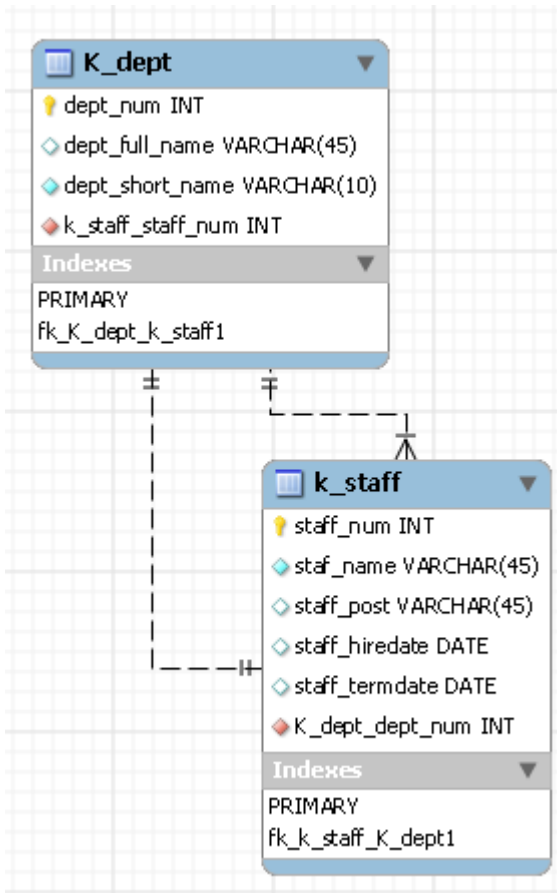 K_dept
dept_num INT
dept_full_name VARCHAR(45)
dept_short_name VARCHAR(10)
k_staff_staff_num INT
Indexes
PRIMARY
fk_K_dept_k_staff1
k_staff
staff_num INT
staf_name VARCHAR(45)
staff_post VARCHAR(45)
staff_hiredate DATE
staff_termdate DATE
K_dept_dept_num INT
Indexes
PRIMARY
fk_k_staff_K_dept1